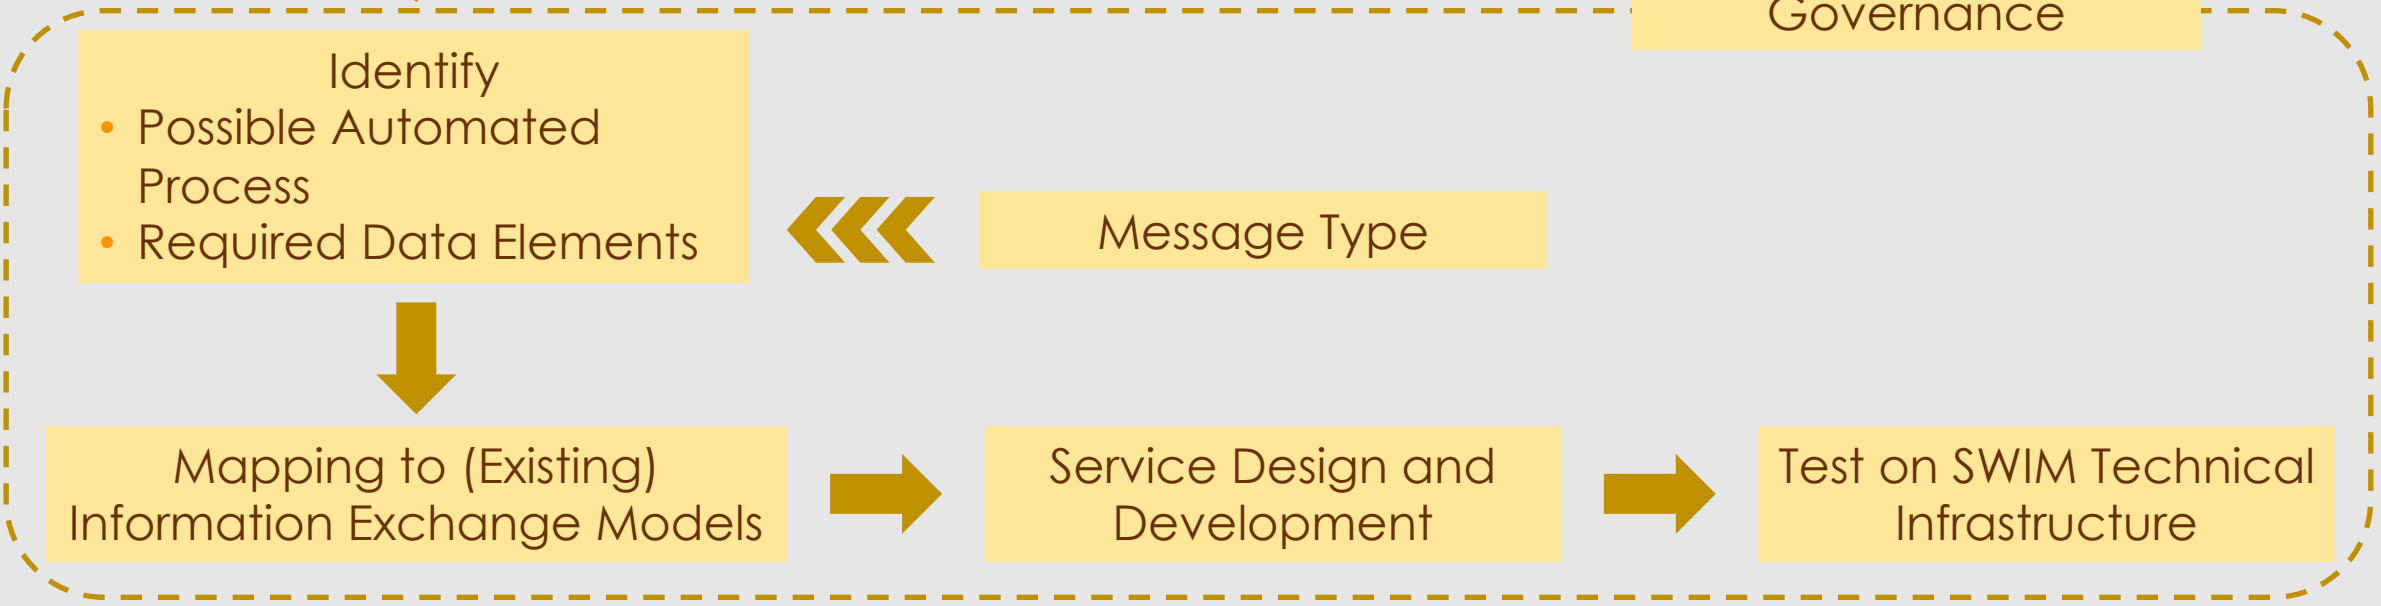 Governance
Identify
• Possible Automated
Process
• Required Data Elements
Message Type
Mapping to (Existing)
Information Exchange Models
Service Design and
Development
Test on SWIM Technical
Infrastructure